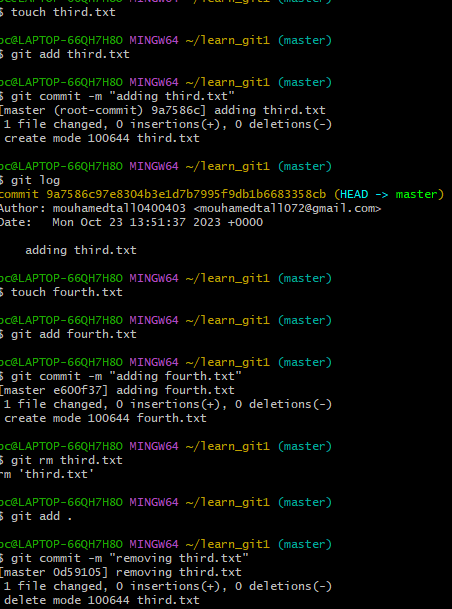 $ touch third.txt
pc@LAPTOP-66QH7H8O MINGW64 ~/learn_git1 (master)
$ git add third.txt
pc@LAPTOP-66QH7H8O MINGW64 ~/learn_git1 (master)
$ git commit -m "adding third.txt"
[master (root-commit) 9a7586c] adding third.txt
 1 file changed, 0 insertions(+), 0 deletions(-)
 create mode 100644 third.txt
pc@LAPTOP-66QH7H8O MINGW64 ~/learn_git1 (master)
$ git log
commit 9a7586c97e8304b3e1d7b7995f9db1b6683358cb (HEAD -> master)
Author: mouhamedtall0400403 <mouhamedtall072@gmail.com>
Date:   Mon Oct 23 13:51:37 2023 +0000
    adding third.txt
pc@LAPTOP-66QH7H8O MINGW64 ~/learn_git1 (master)
$ touch fourth.txt
pc@LAPTOP-66QH7H8O MINGW64 ~/learn_git1 (master)
$ git add fourth.txt
pc@LAPTOP-66QH7H8O MINGW64 ~/learn_git1 (master)
$ git commit -m "adding fourth.txt"
[master e600f37] adding fourth.txt
 1 file changed, 0 insertions(+), 0 deletions(-)
 create mode 100644 fourth.txt
pc@LAPTOP-66QH7H8O MINGW64 ~/learn_git1 (master)
$ git rm third.txt
rm 'third.txt'
pc@LAPTOP-66QH7H8O MINGW64 ~/learn_git1 (master)
$ git add .
pc@LAPTOP-66QH7H8O MINGW64 ~/learn_git1 (master)
$ git commit -m "removing third.txt"
[master 0d59105] removing third.txt
 1 file changed, 0 insertions(+), 0 deletions(-)
 delete mode 100644 third.txt